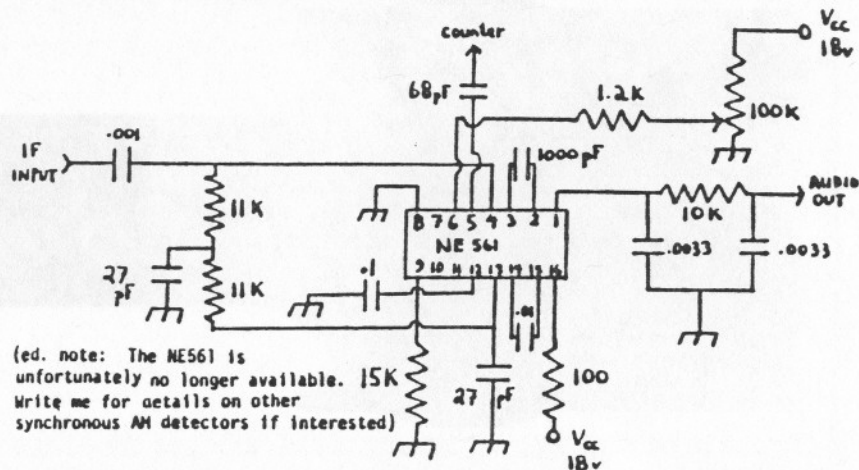 counter
Vcc
18v
68pF
1.2K
100K
.001
IF
INPUT
1000pF
AUDIO
OUT
11K
10K
8 7 6 5 4 3 2 1
NE 561
.0033
.0033
9 10 11 12 13 14 15 16
27
pF
11K
.1
.01
(ed. note: The NE561 is
unfortunately no longer available.
Write me for details on other
synchronous AM detectors if interested)
15K
27 pF
100
Vcc
18v